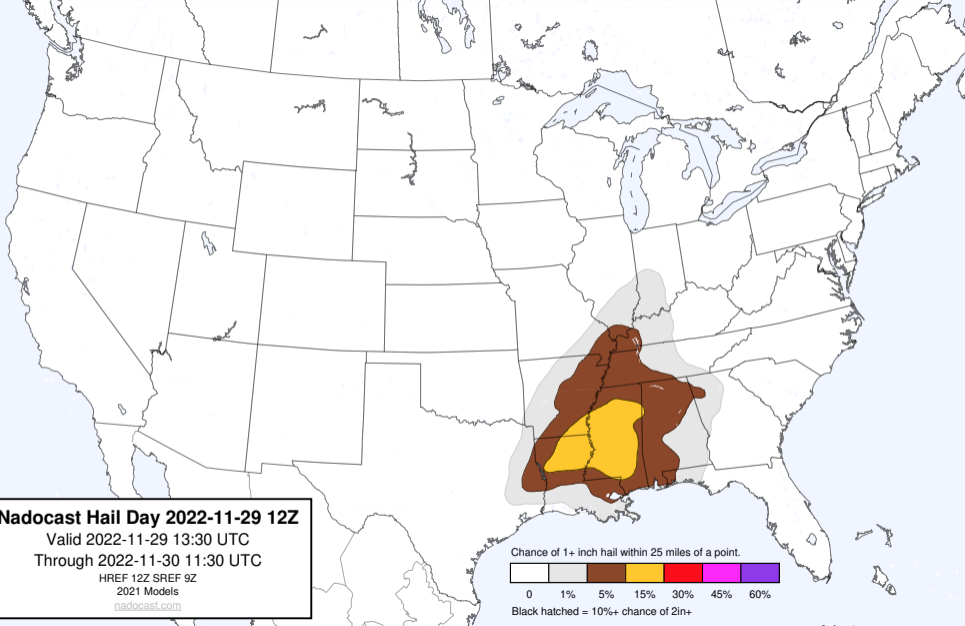 Nadocast Hail Day 2022-11-29 12Z
Valid 2022-11-29 13:30 UTC
Through 2022-11-30 11:30 UTC
HREF 12Z SREF 9Z
2021 Models
nadocast.com
Chance of 1+ inch hail within 25 miles of a point.
0 1% 5% 15% 30% 45% 60%
Black hatched = 10%+ chance of 2in+